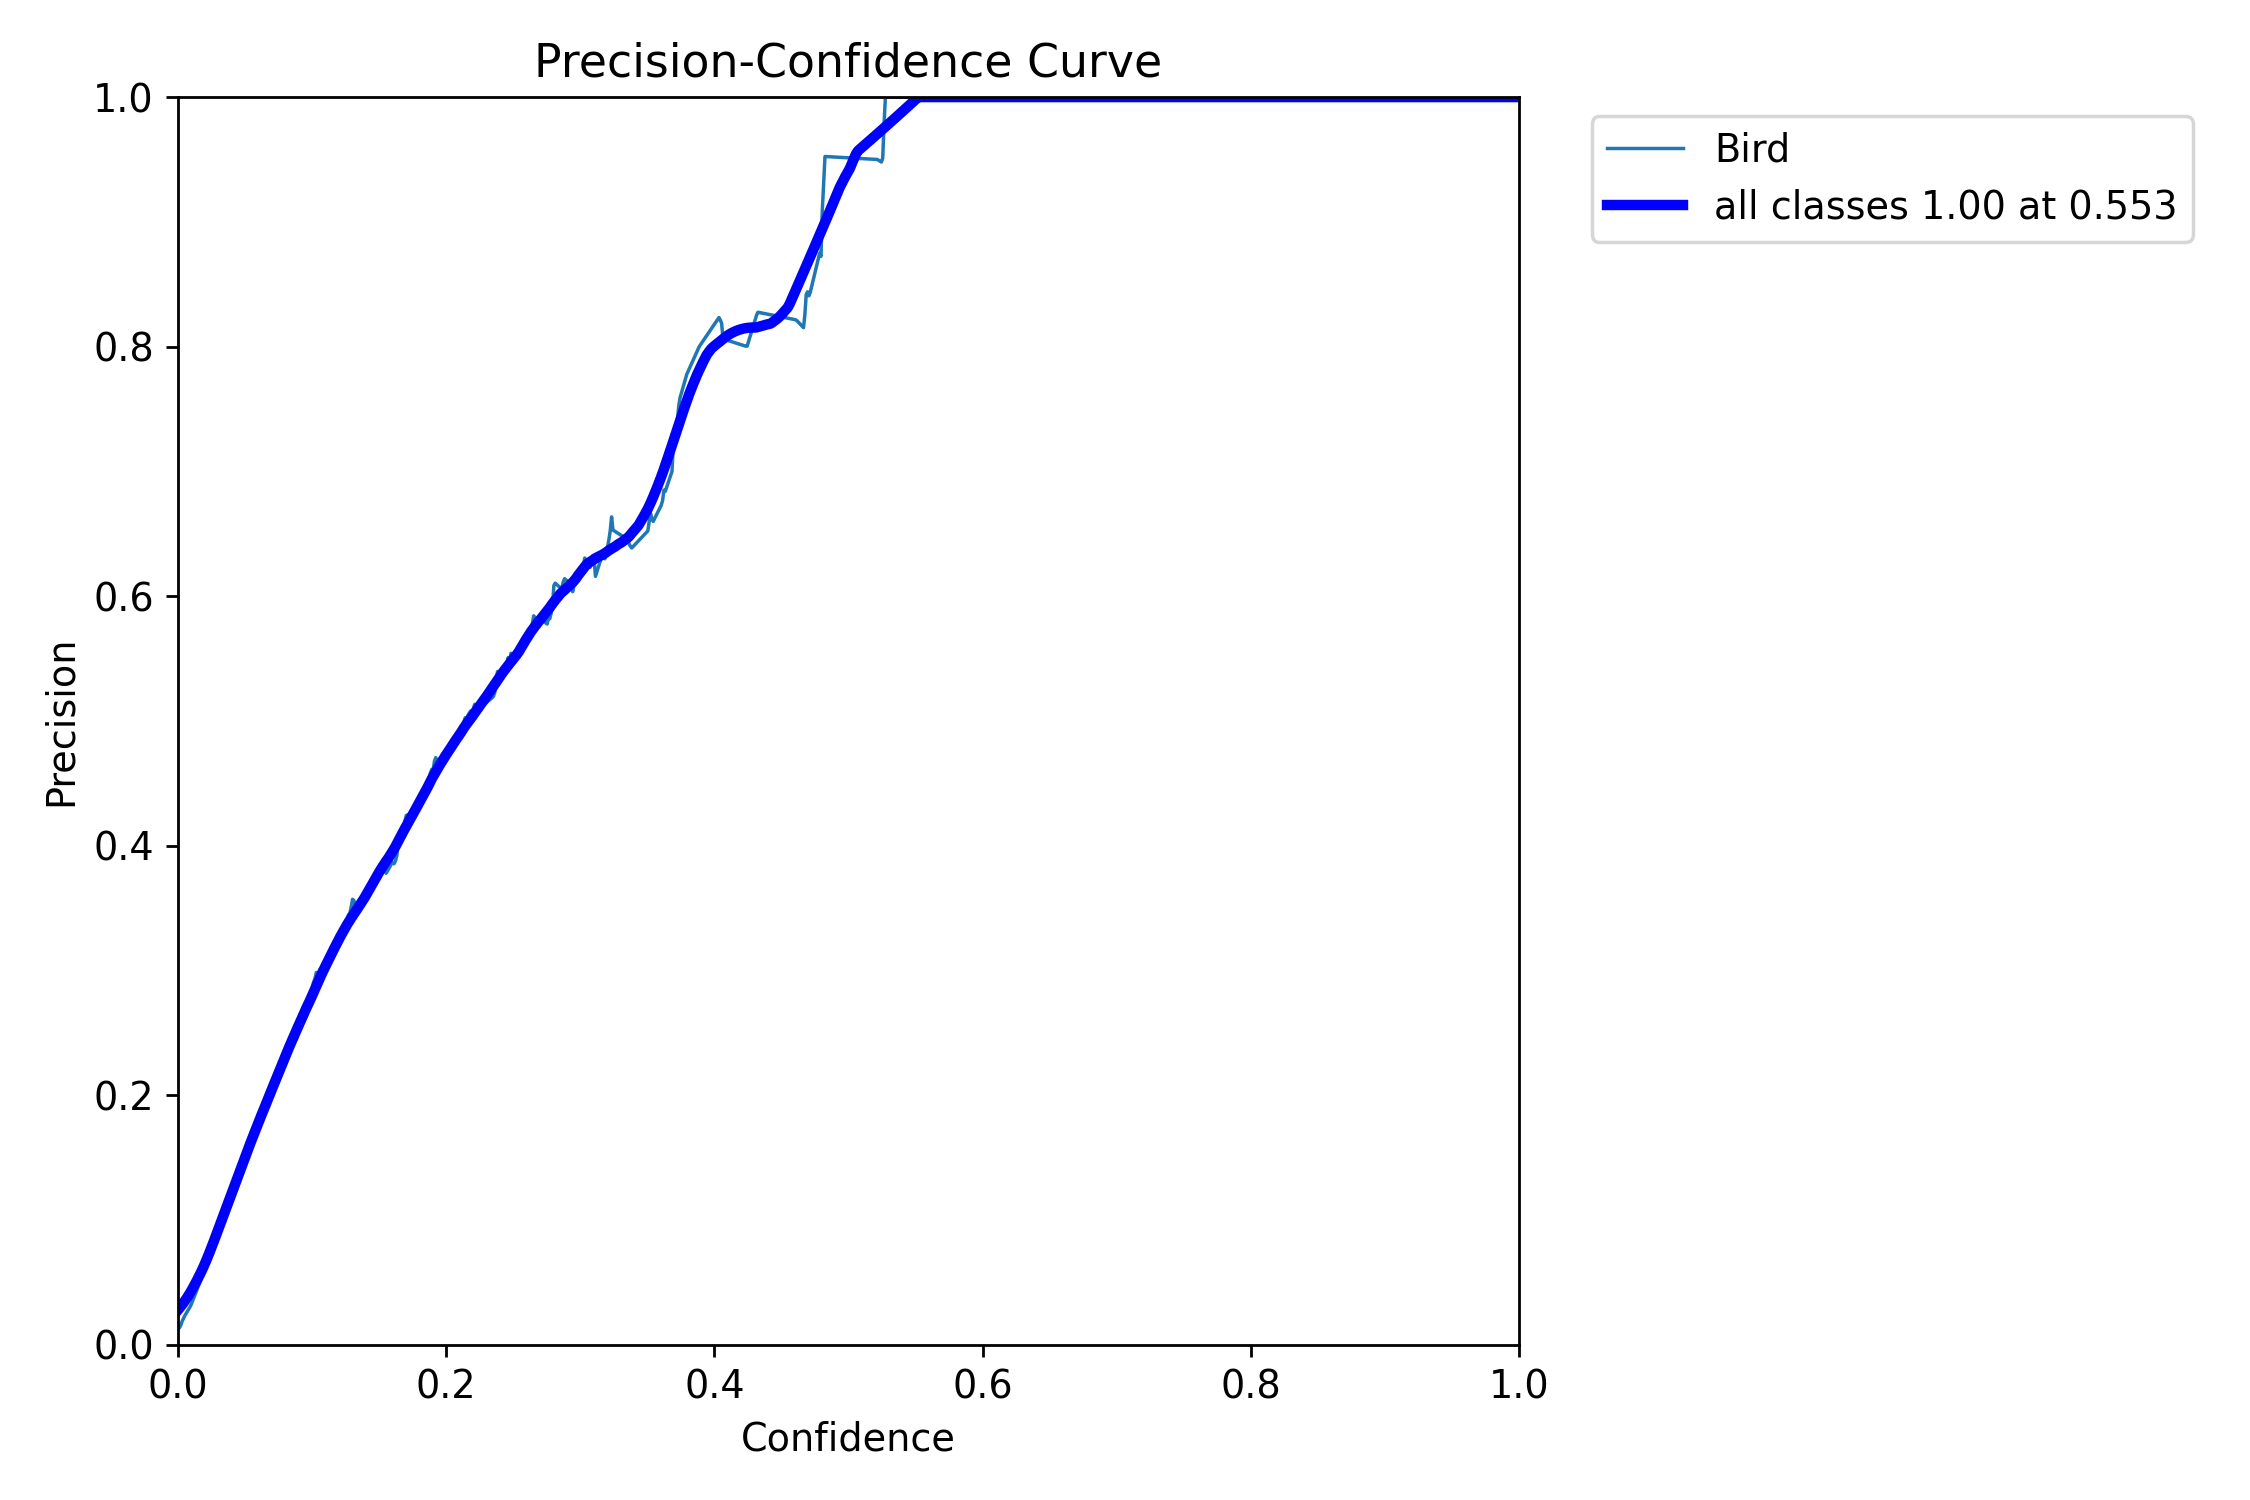 Precision-Confidence Curve
Bird
all classes 1.00 at 0.553
Precision
1.0
0.8
0.6
0.4
0.2
0.0
0.0 0.2 0.4 0.6 0.8 1.0
Confidence